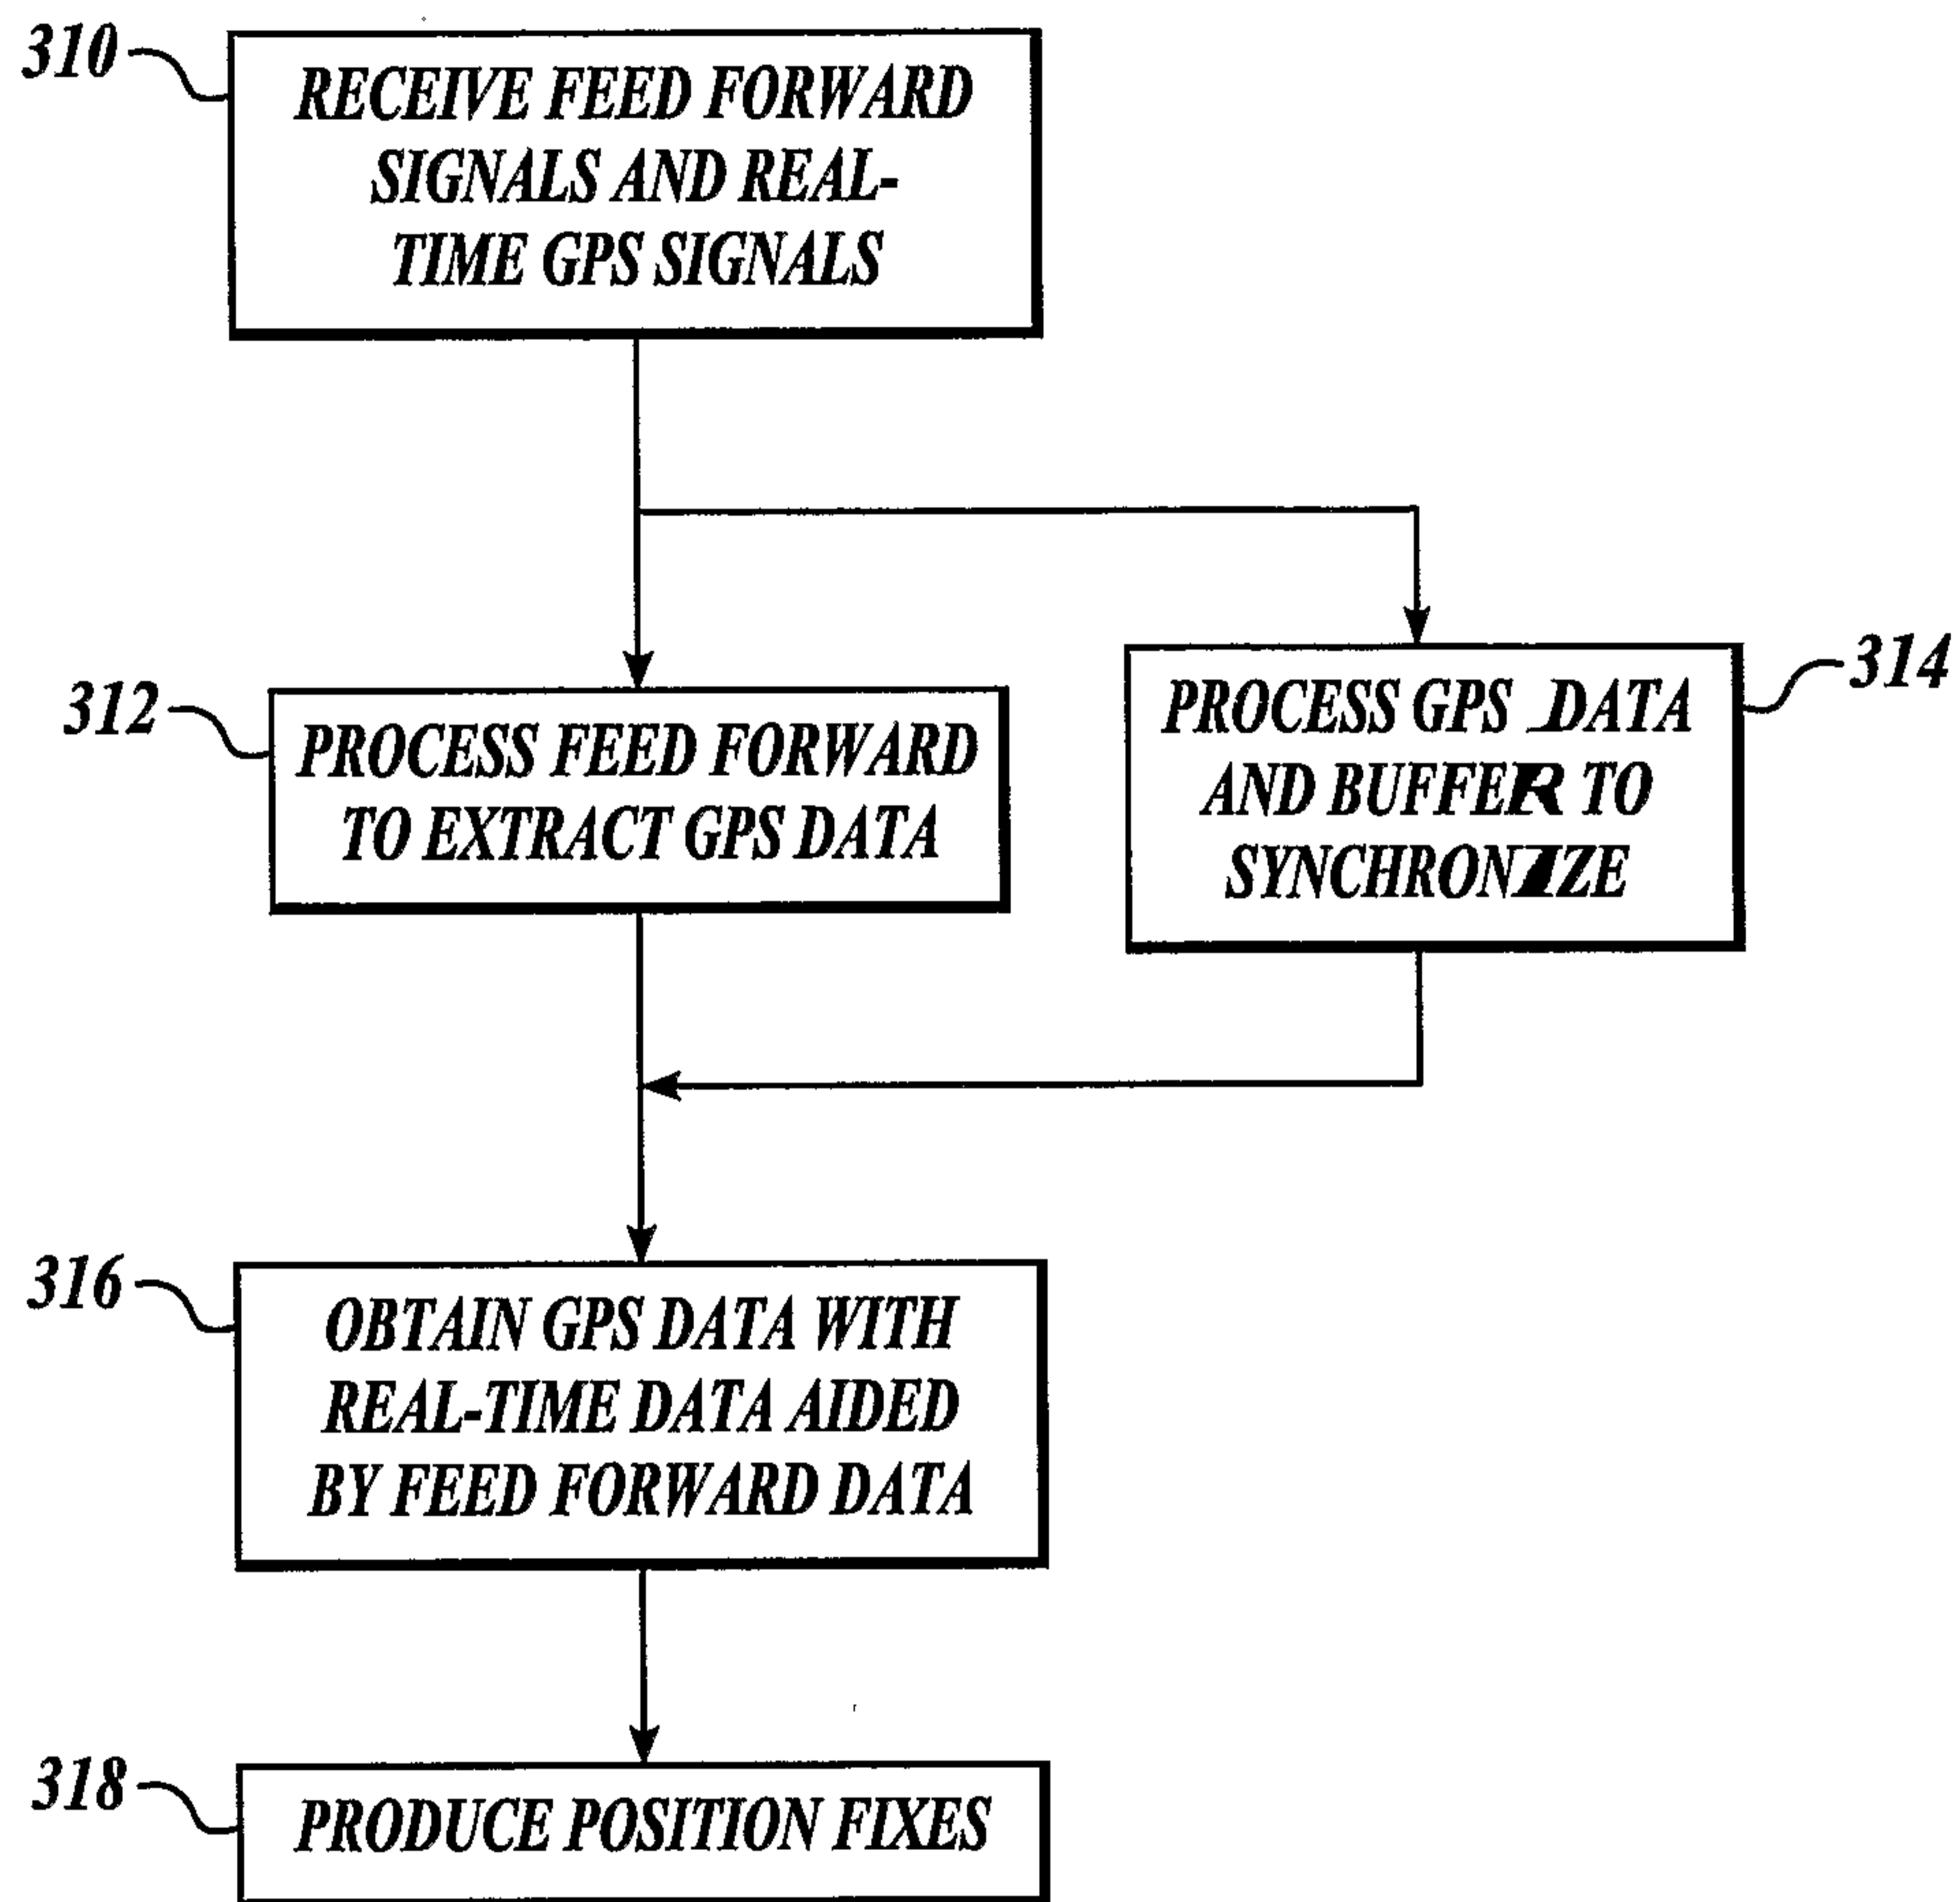 310
RECEIVE FEED FORWARD
SIGNALS AND REAL-
TIME GPS SIGNALS
312
PROCESS FEED FORWARD
TO EXTRACT GPS DATA
314
PROCESS GPS DATA
AND BUFFER TO
SYNCHRONIZE
316
OBTAIN GPS DATA WITH
REAL-TIME DATA AIDED
BY FEED FORWARD DATA
318
PRODUCE POSITION FIXES